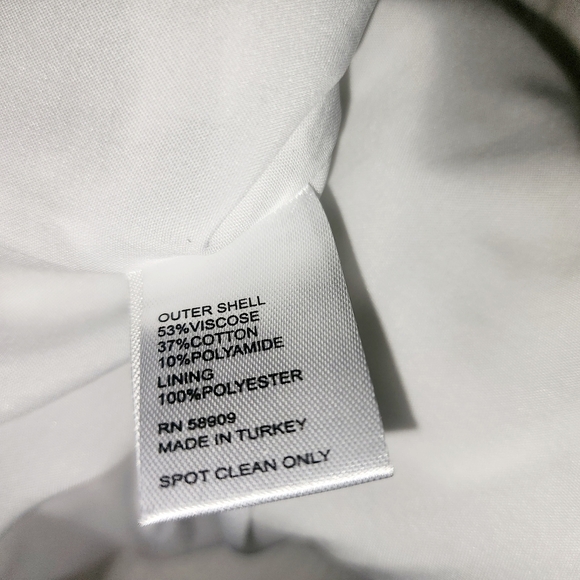 OUTER SHELL
53%VISCOSE
37%COTTON
10%POLYAMIDE
LINING
100%POLYESTER
RN 58909
MADE IN TURKEY
SPOT CLEAN ONLY